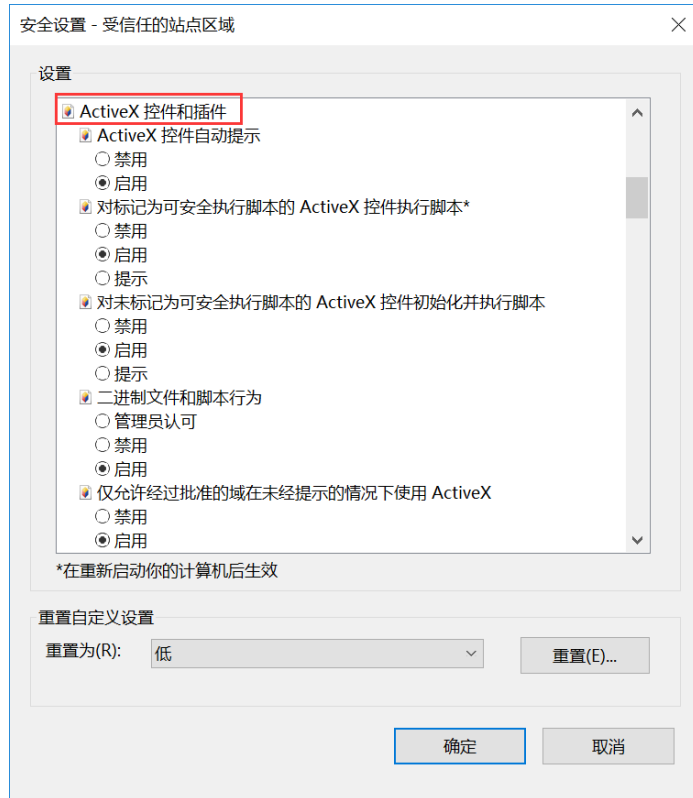 安全设置 - 受信任的站点区域
设置
ActiveX 控件和插件
ActiveX 控件自动提示
禁用
启用
对标记为可安全执行脚本的 ActiveX 控件执行脚本*
禁用
启用
提示
对未标记为可安全执行脚本的 ActiveX 控件初始化并执行脚本
禁用
启用
提示
二进制文件和脚本行为
管理员认可
禁用
启用
仅允许经过批准的域在未经提示的情况下使用 ActiveX
禁用
启用
*在重新启动你的计算机后生效
重置自定义设置
重置为(R): 低 重置(E)...
确定 取消